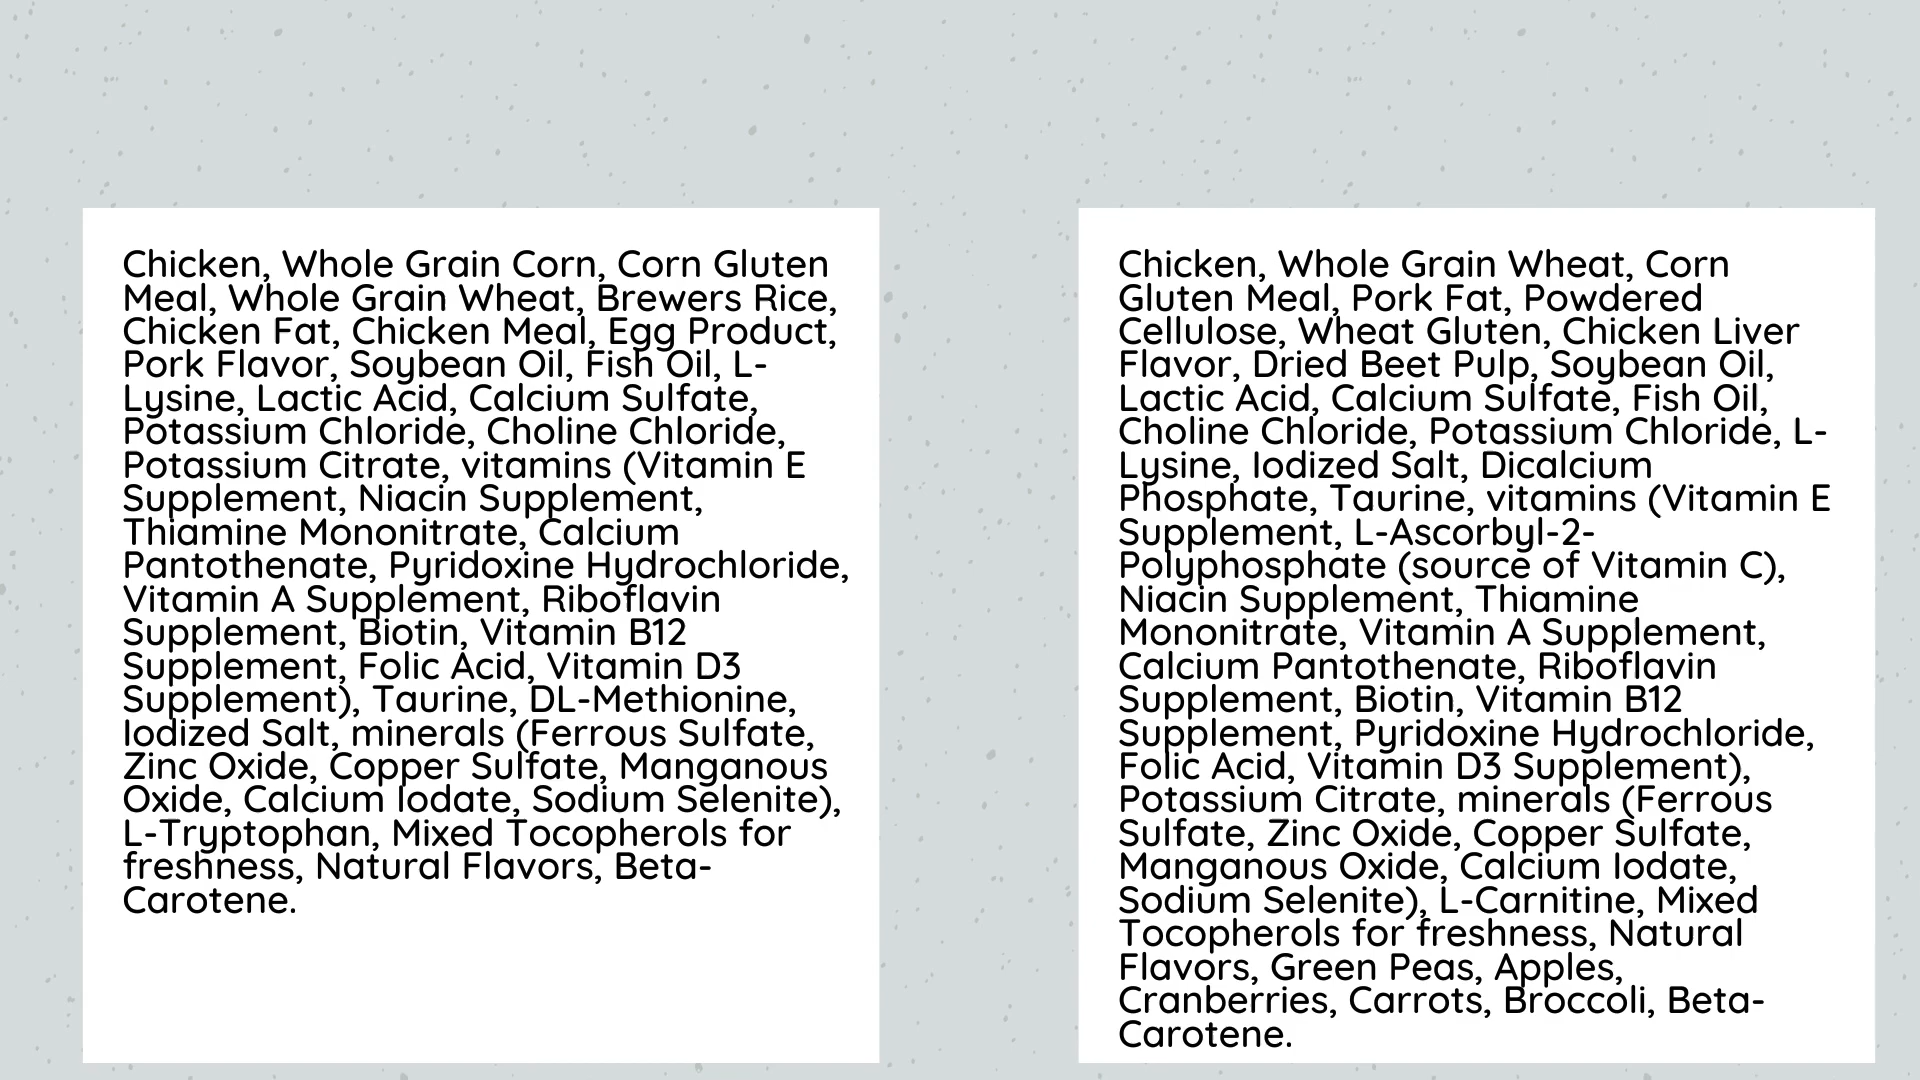 Chicken, Whole Grain Corn, Corn Gluten
Meal, Whole Grain Wheat, Brewers Rice,
Chicken Fat, Chicken Meal, Egg Product,
Pork Flavor, Soybean Oil, Fish Oil, L-
Lysine, Lactic Acid, Calcium Sulfate,
Potassium Chloride, Choline Chloride,
Potassium Citrate, vitamins (Vitamin E
Supplement, Niacin Supplement,
Thiamine Mononitrate, Calcium
Pantothenate, Pyridoxine Hydrochloride,
Vitamin A Supplement, Riboflavin
Supplement, Biotin, Vitamin B12
Supplement, Folic Acid, Vitamin D3
Supplement), Taurine, DL-Methionine,
Iodized Salt, minerals (Ferrous Sulfate,
Zinc Oxide, Copper Sulfate, Manganous
Oxide, Calcium Iodate, Sodium Selenite),
L-Tryptophan, Mixed Tocopherols for
freshness, Natural Flavors, Beta-
Carotene.
Chicken, Whole Grain Wheat, Corn
Gluten Meal, Pork Fat, Powdered
Cellulose, Wheat Gluten, Chicken Liver
Flavor, Dried Beet Pulp, Soybean Oil,
Lactic Acid, Calcium Sulfate, Fish Oil,
Choline Chloride, Potassium Chloride, L-
Lysine, Iodized Salt, Dicalcium
Phosphate, Taurine, vitamins (Vitamin E
Supplement, L-Ascorbyl-2-
Polyphosphate (source of Vitamin C),
Niacin Supplement, Thiamine
Mononitrate, Vitamin A Supplement,
Calcium Pantothenate, Riboflavin
Supplement, Biotin, Vitamin B12
Supplement, Pyridoxine Hydrochloride,
Folic Acid, Vitamin D3 Supplement),
Potassium Citrate, minerals (Ferrous
Sulfate, Zinc Oxide, Copper Sulfate,
Manganous Oxide, Calcium Iodate,
Sodium Selenite), L-Carnitine, Mixed
Tocopherols for freshness, Natural
Flavors, Green Peas, Apples,
Cranberries, Carrots, Broccoli, Beta-
Carotene.